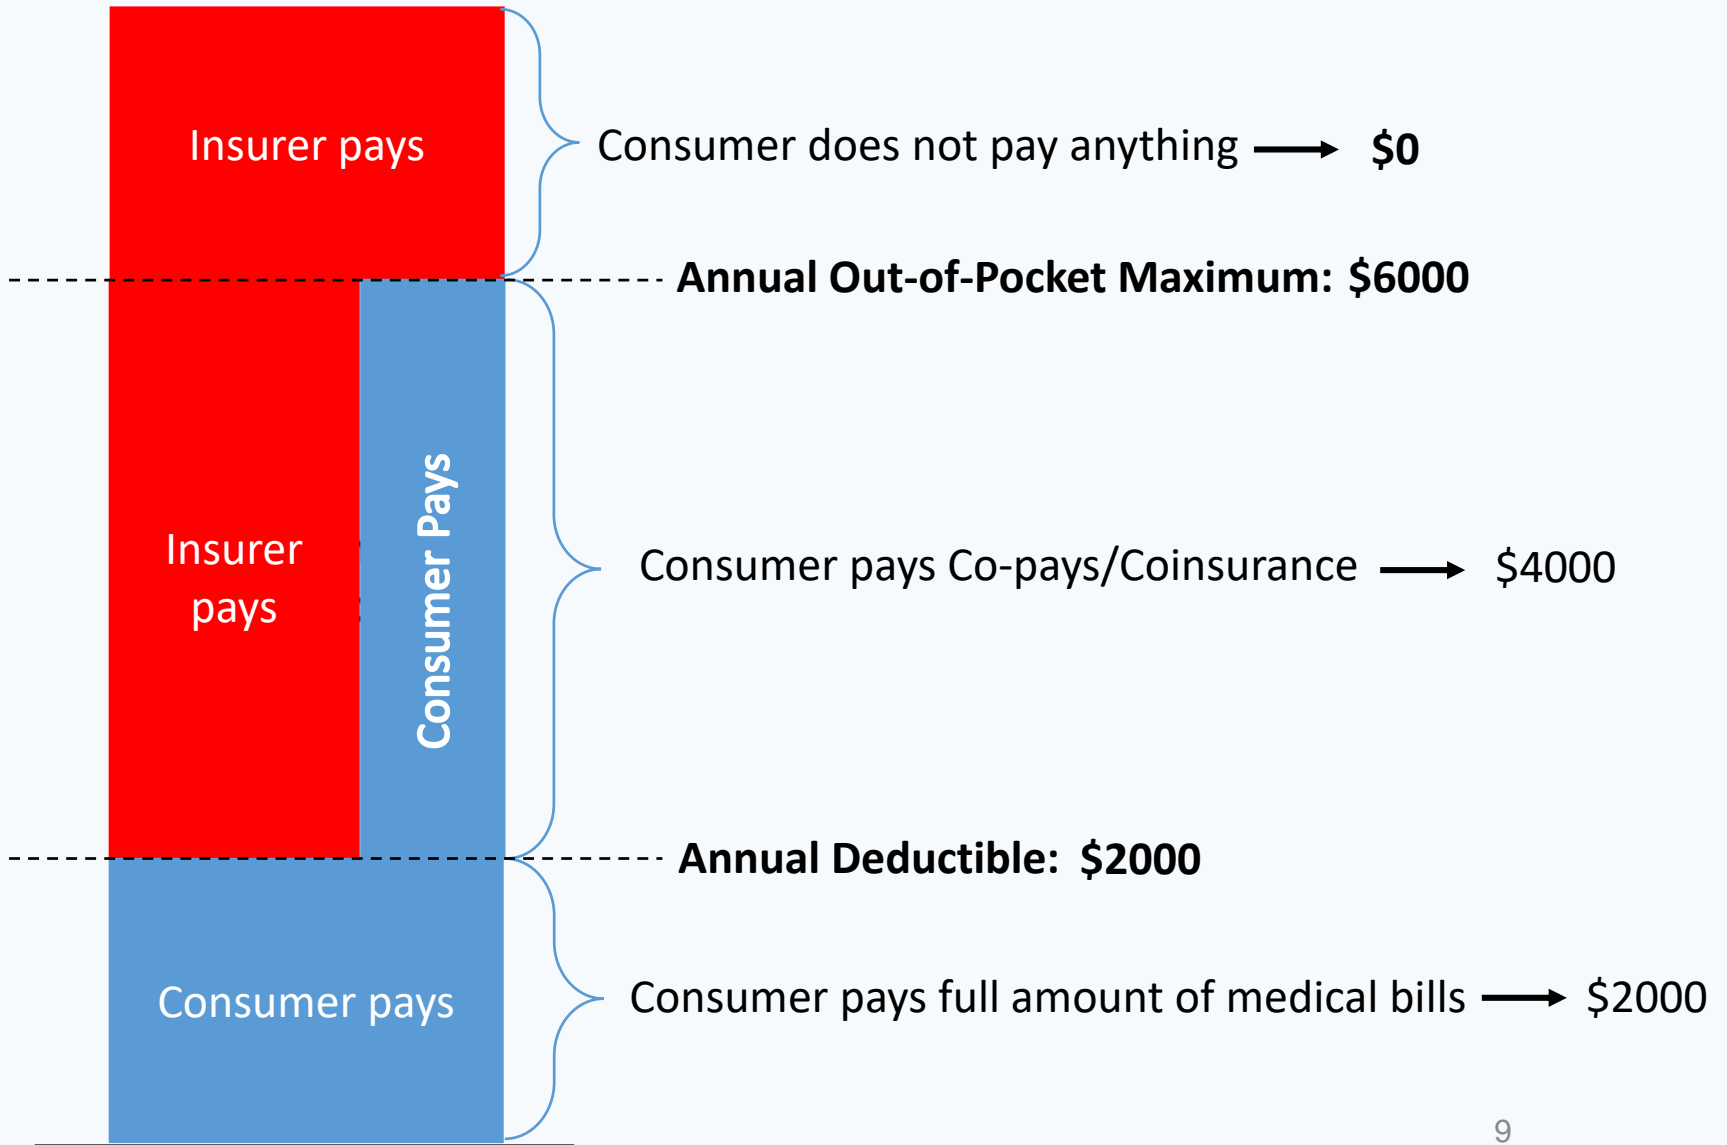 Insurer pays
Consumer does not pay anything → $0
Annual Out-of-Pocket Maximum: $6000
Insurer
pays
Consumer Pays
Consumer pays Co-pays/Coinsurance → $4000
Annual Deductible: $2000
Consumer pays
Consumer pays full amount of medical bills → $2000
9